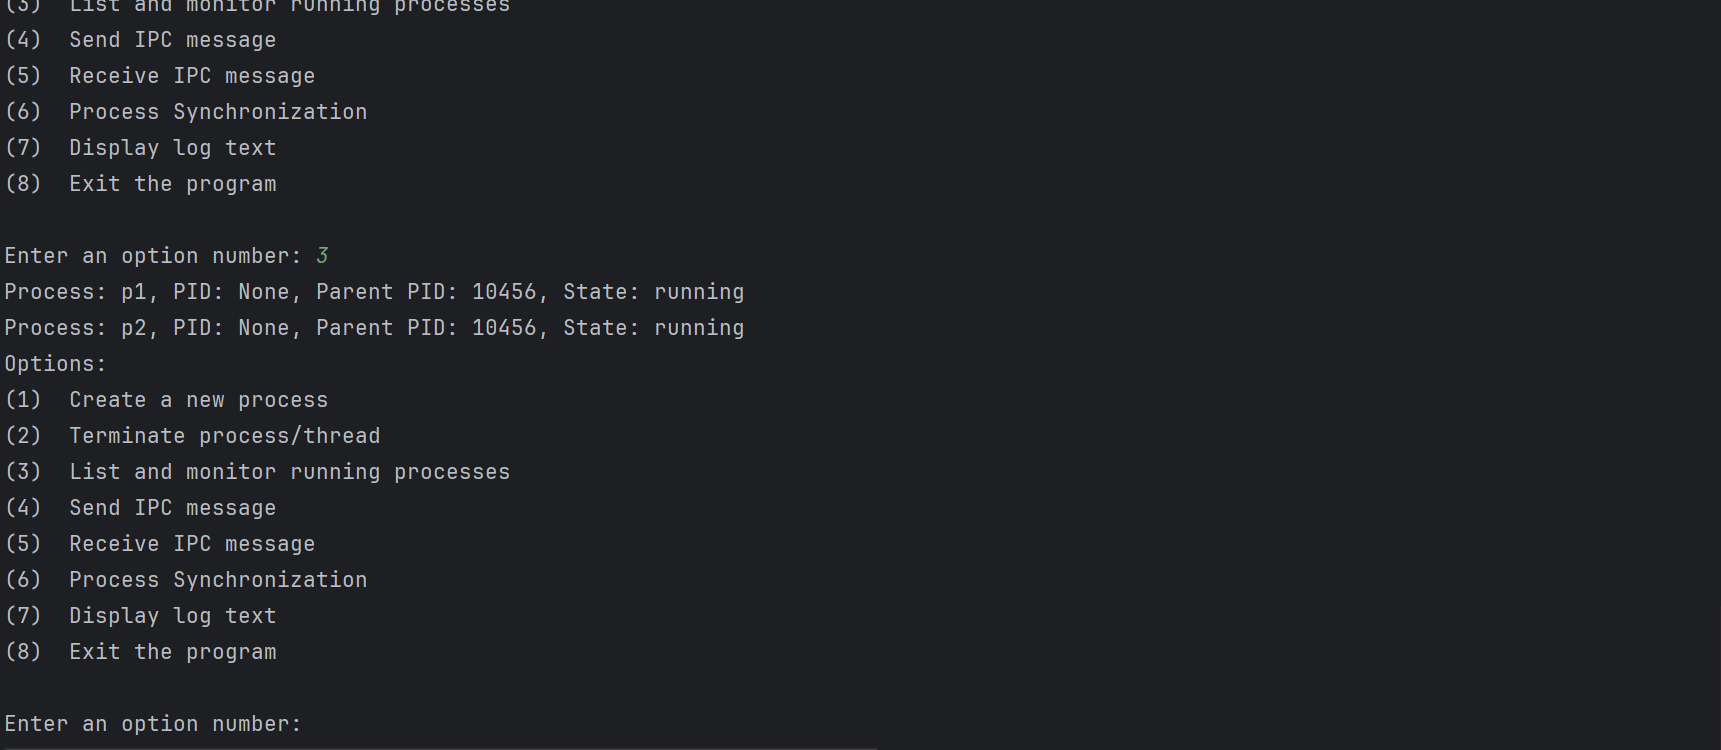 (3)  List and monitor running processes
(4)  Send IPC message
(5)  Receive IPC message
(6)  Process Synchronization
(7)  Display log text
(8)  Exit the program
Enter an option number: 3
Process: p1, PID: None, Parent PID: 10456, State: running
Process: p2, PID: None, Parent PID: 10456, State: running
Options:
(1)  Create a new process
(2)  Terminate process/thread
(3)  List and monitor running processes
(4)  Send IPC message
(5)  Receive IPC message
(6)  Process Synchronization
(7)  Display log text
(8)  Exit the program
Enter an option number: